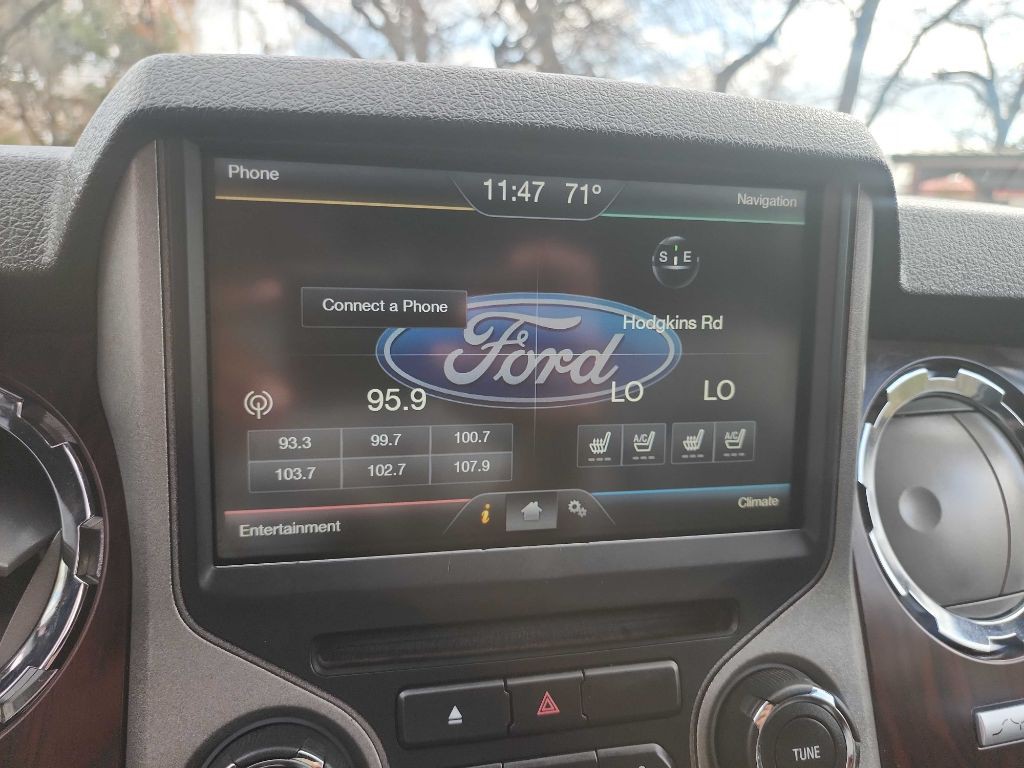 Phone
11:47 71°
Navigation
S E
Connect a Phone
Ford
Hodgkins Rd
95.9
LO LO
93.3 99.7 100.7
103.7 102.7 107.9
A/C A/C
Entertainment
i
Climate
TUNE